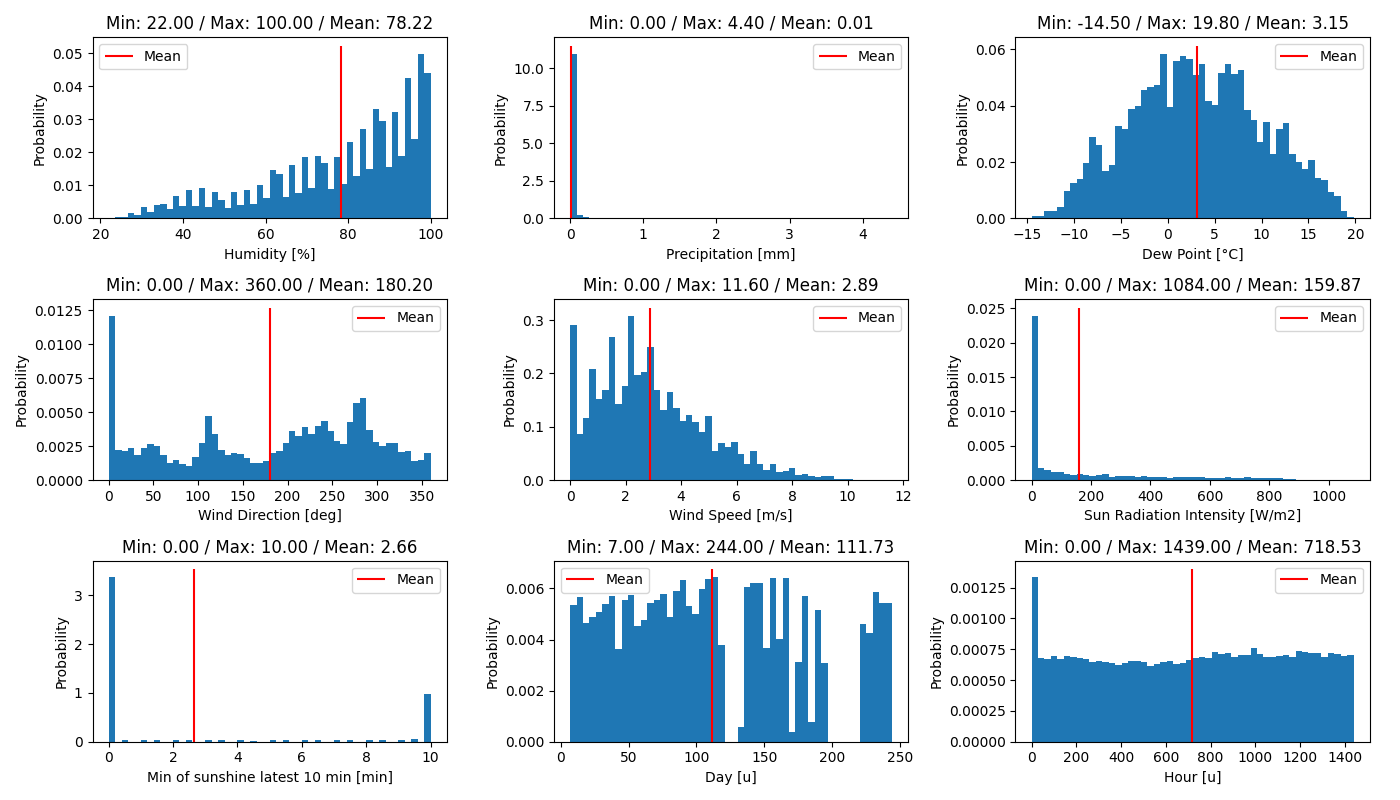 Min: 22.00 / Max: 100.00 / Mean: 78.22
Mean
Probability
0.05
0.04
0.03
0.02
0.01
0.00
20 40 60 80 100
Humidity [%]
Min: 0.00 / Max: 4.40 / Mean: 0.01
Mean
Probability
10.0
7.5
5.0
2.5
0.0
0 1 2 3 4
Precipitation [mm]
Min: -14.50 / Max: 19.80 / Mean: 3.15
Mean
Probability
0.06
0.04
0.02
0.00
−15 −10 −5 0 5 10 15 20
Dew Point [°C]
Min: 0.00 / Max: 360.00 / Mean: 180.20
Mean
Probability
0.0125
0.0100
0.0075
0.0050
0.0025
0.0000
0 50 100 150 200 250 300 350
Wind Direction [deg]
Min: 0.00 / Max: 11.60 / Mean: 2.89
Mean
Probability
0.3
0.2
0.1
0.0
0 2 4 6 8 10 12
Wind Speed [m/s]
Min: 0.00 / Max: 1084.00 / Mean: 159.87
Mean
Probability
0.025
0.020
0.015
0.010
0.005
0.000
0 200 400 600 800 1000
Sun Radiation Intensity [W/m2]
Min: 0.00 / Max: 10.00 / Mean: 2.66
Mean
Probability
3
2
1
0
0 2 4 6 8 10
Min of sunshine latest 10 min [min]
Min: 7.00 / Max: 244.00 / Mean: 111.73
Mean
Probability
0.006
0.004
0.002
0.000
0 50 100 150 200 250
Day [u]
Min: 0.00 / Max: 1439.00 / Mean: 718.53
Mean
Probability
0.00125
0.00100
0.00075
0.00050
0.00025
0.00000
0 200 400 600 800 1000 1200 1400
Hour [u]